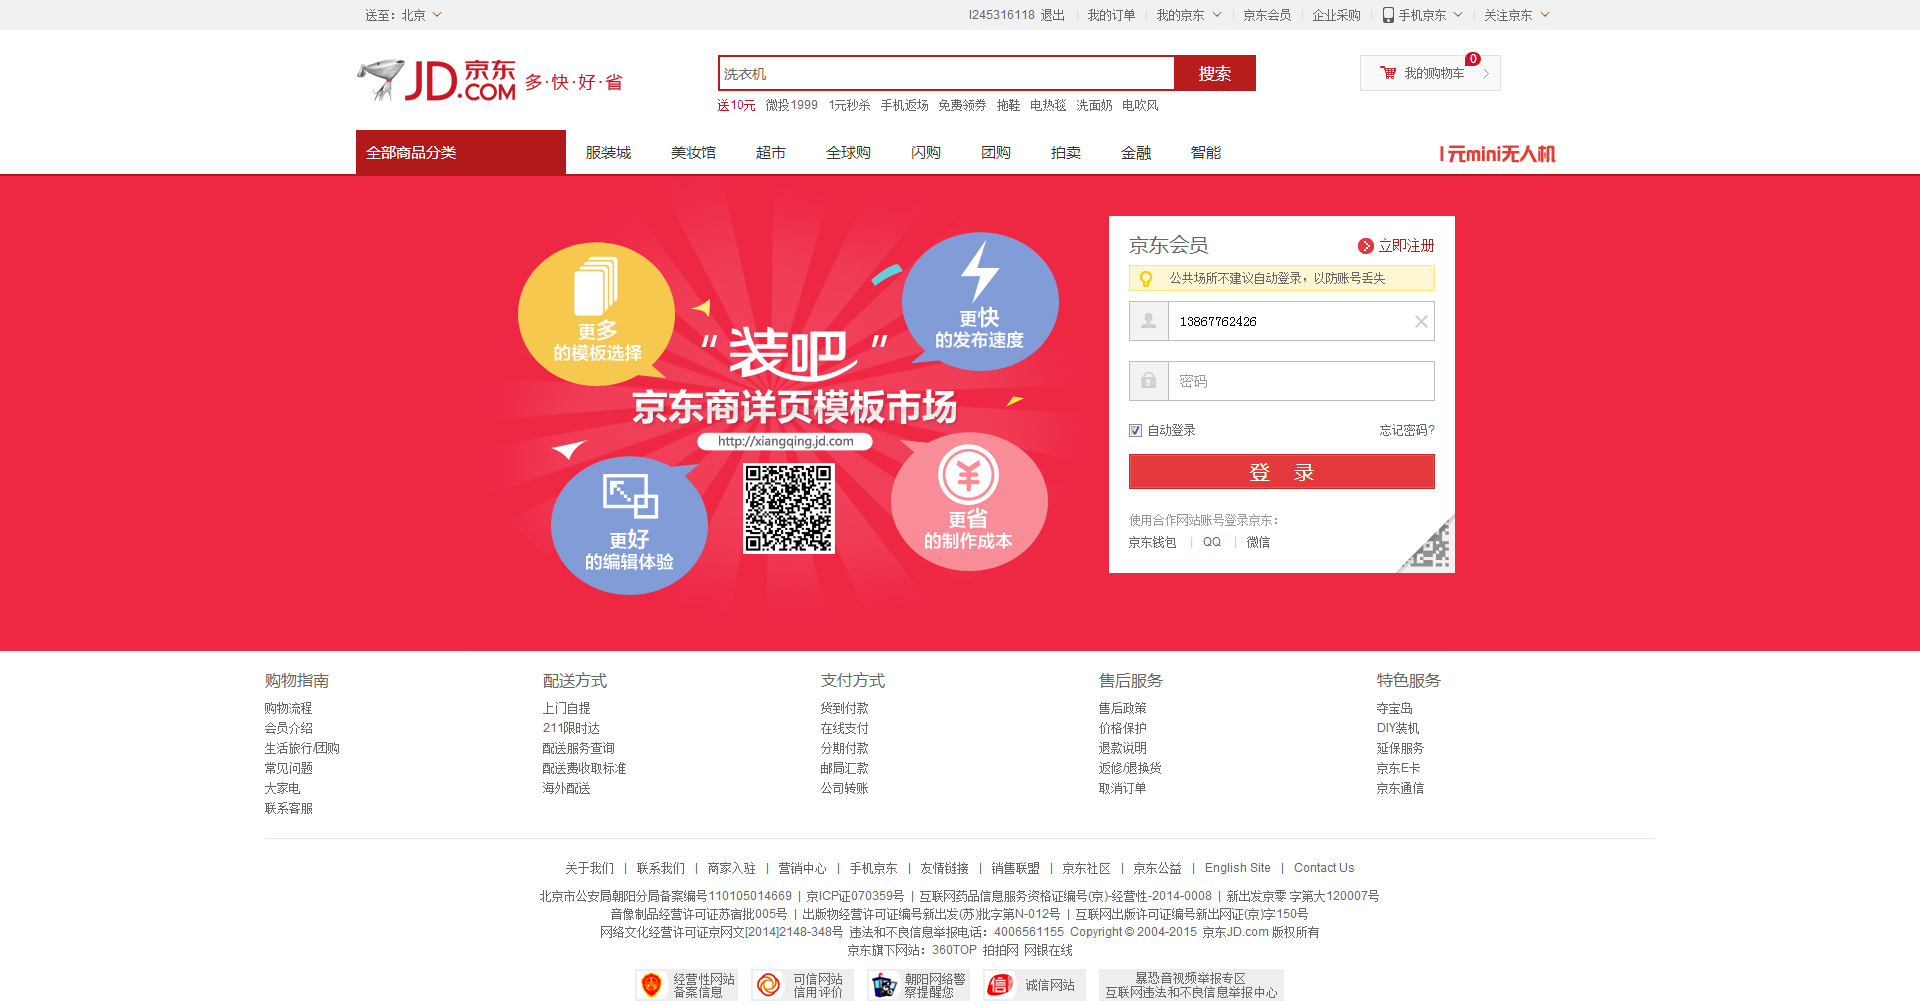 送至：北京
l245316118 退出 我的订单 我的京东 京东会员 企业采购 手机京东 关注京东
JD.COM 京东 多·快·好·省
洗衣机 搜索
0
我的购物车
送10元 微投1999 1元秒杀 手机返场 免费领券 拖鞋 电热毯 洗面奶 电吹风
全部商品分类 服装城 美妆馆 超市 全球购 闪购 团购 拍卖 金融 智能
1元mini无人机
更多
的模板选择
更快
的发布速度
“装吧”
京东商详页模板市场
http://xiangqing.jd.com
更好
的编辑体验
更省
的制作成本
京东会员 立即注册
公共场所不建议自动登录，以防账号丢失
13867762426
密码
自动登录 忘记密码?
登 录
使用合作网站账号登录京东：
京东钱包 | QQ | 微信
购物指南
购物流程
会员介绍
生活旅行/团购
常见问题
大家电
联系客服
配送方式
上门自提
211限时达
配送服务查询
配送费收取标准
海外配送
支付方式
货到付款
在线支付
分期付款
邮局汇款
公司转账
售后服务
售后政策
价格保护
退款说明
返修/退换货
取消订单
特色服务
夺宝岛
DIY装机
延保服务
京东E卡
京东通信
关于我们 | 联系我们 | 商家入驻 | 营销中心 | 手机京东 | 友情链接 | 销售联盟 | 京东社区 | 京东公益 | English Site | Contact Us
北京市公安局朝阳分局备案编号110105014669 | 京ICP证070359号 | 互联网药品信息服务资格证编号(京)-经营性-2014-0008 | 新出发京零 字第大120007号
音像制品经营许可证苏宿批005号 | 出版物经营许可证编号新出发(苏)批字第N-012号 | 互联网出版许可证编号新出网证(京)字150号
网络文化经营许可证京网文[2014]2148-348号 违法和不良信息举报电话：4006561155 Copyright © 2004-2015 京东JD.com 版权所有
京东旗下网站：360TOP 拍拍网 网银在线
经营性网站
备案信息
可信网站
信用评价
朝阳网络警
察提醒您
诚信网站
暴恐音视频举报专区
互联网违法和不良信息举报中心